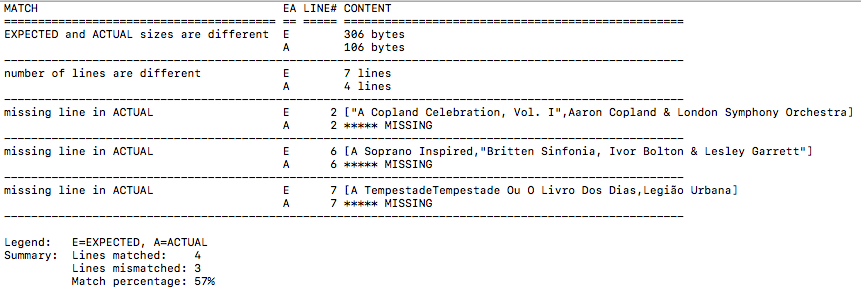 MATCH                                    EA LINE# CONTENT
======================================== == ===== ==================================================
EXPECTED and ACTUAL sizes are different  E        306 bytes
                                         A        106 bytes
----------------------------------------------------------------------------------------------------
number of lines are different            E        7 lines
                                         A        4 lines
----------------------------------------------------------------------------------------------------
missing line in ACTUAL                   E      2 ["A Copland Celebration, Vol. I",Aaron Copland & London Symphony Orchestra]
                                         A      2 ***** MISSING
----------------------------------------------------------------------------------------------------
missing line in ACTUAL                   E      6 [A Soprano Inspired,"Britten Sinfonia, Ivor Bolton & Lesley Garrett"]
                                         A      6 ***** MISSING
----------------------------------------------------------------------------------------------------
missing line in ACTUAL                   E      7 [A TempestadeTempestade Ou O Livro Dos Dias,Legião Urbana]
                                         A      7 ***** MISSING
----------------------------------------------------------------------------------------------------
Legend:   E=EXPECTED, A=ACTUAL
Summary:  Lines matched:    4
          Lines mismatched: 3
          Match percentage: 57%